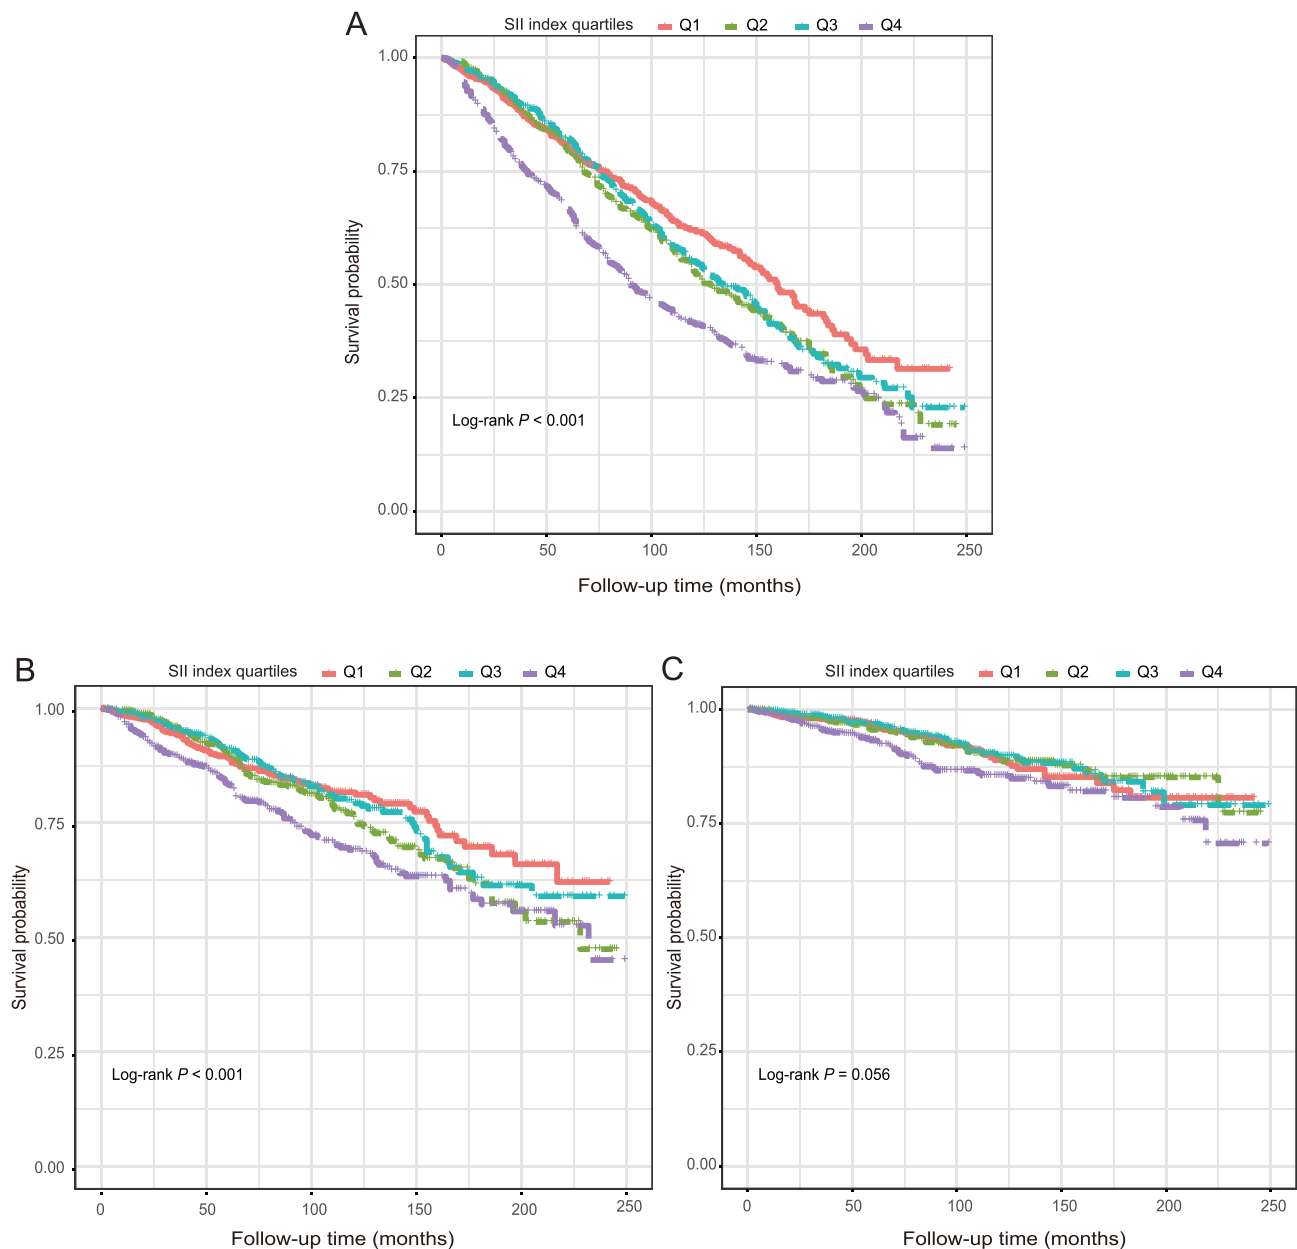 A
SII index quartiles Q1 Q2 Q3 Q4
1.00
0.75
0.50
0.25
0.00
Survival probability
Log-rank P < 0.001
0 50 100 150 200 250
Follow-up time (months)
B
SII index quartiles Q1 Q2 Q3 Q4
1.00
0.75
0.50
0.25
0.00
Survival probability
Log-rank P < 0.001
0 50 100 150 200 250
Follow-up time (months)
C
SII index quartiles Q1 Q2 Q3 Q4
1.00
0.75
0.50
0.25
0.00
Survival probability
Log-rank P = 0.056
0 50 100 150 200 250
Follow-up time (months)